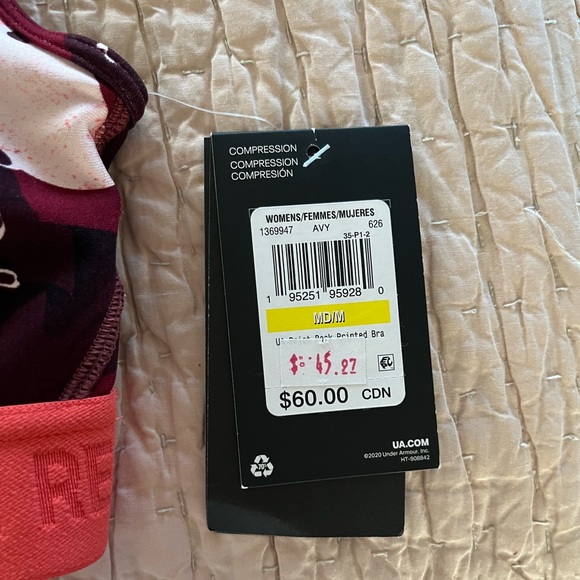 COMPRESSION
COMPRESSION
COMPRESIÓN
WOMENS/FEMMES/MUJERES
1369947 AVY 626
35-P1-2
1 95251 95928 0
MD/M
Printed Bra
$ 45.27
$60.00 CDN
UA.COM
©2020 Under Armour, Inc.
HT-908842
RE